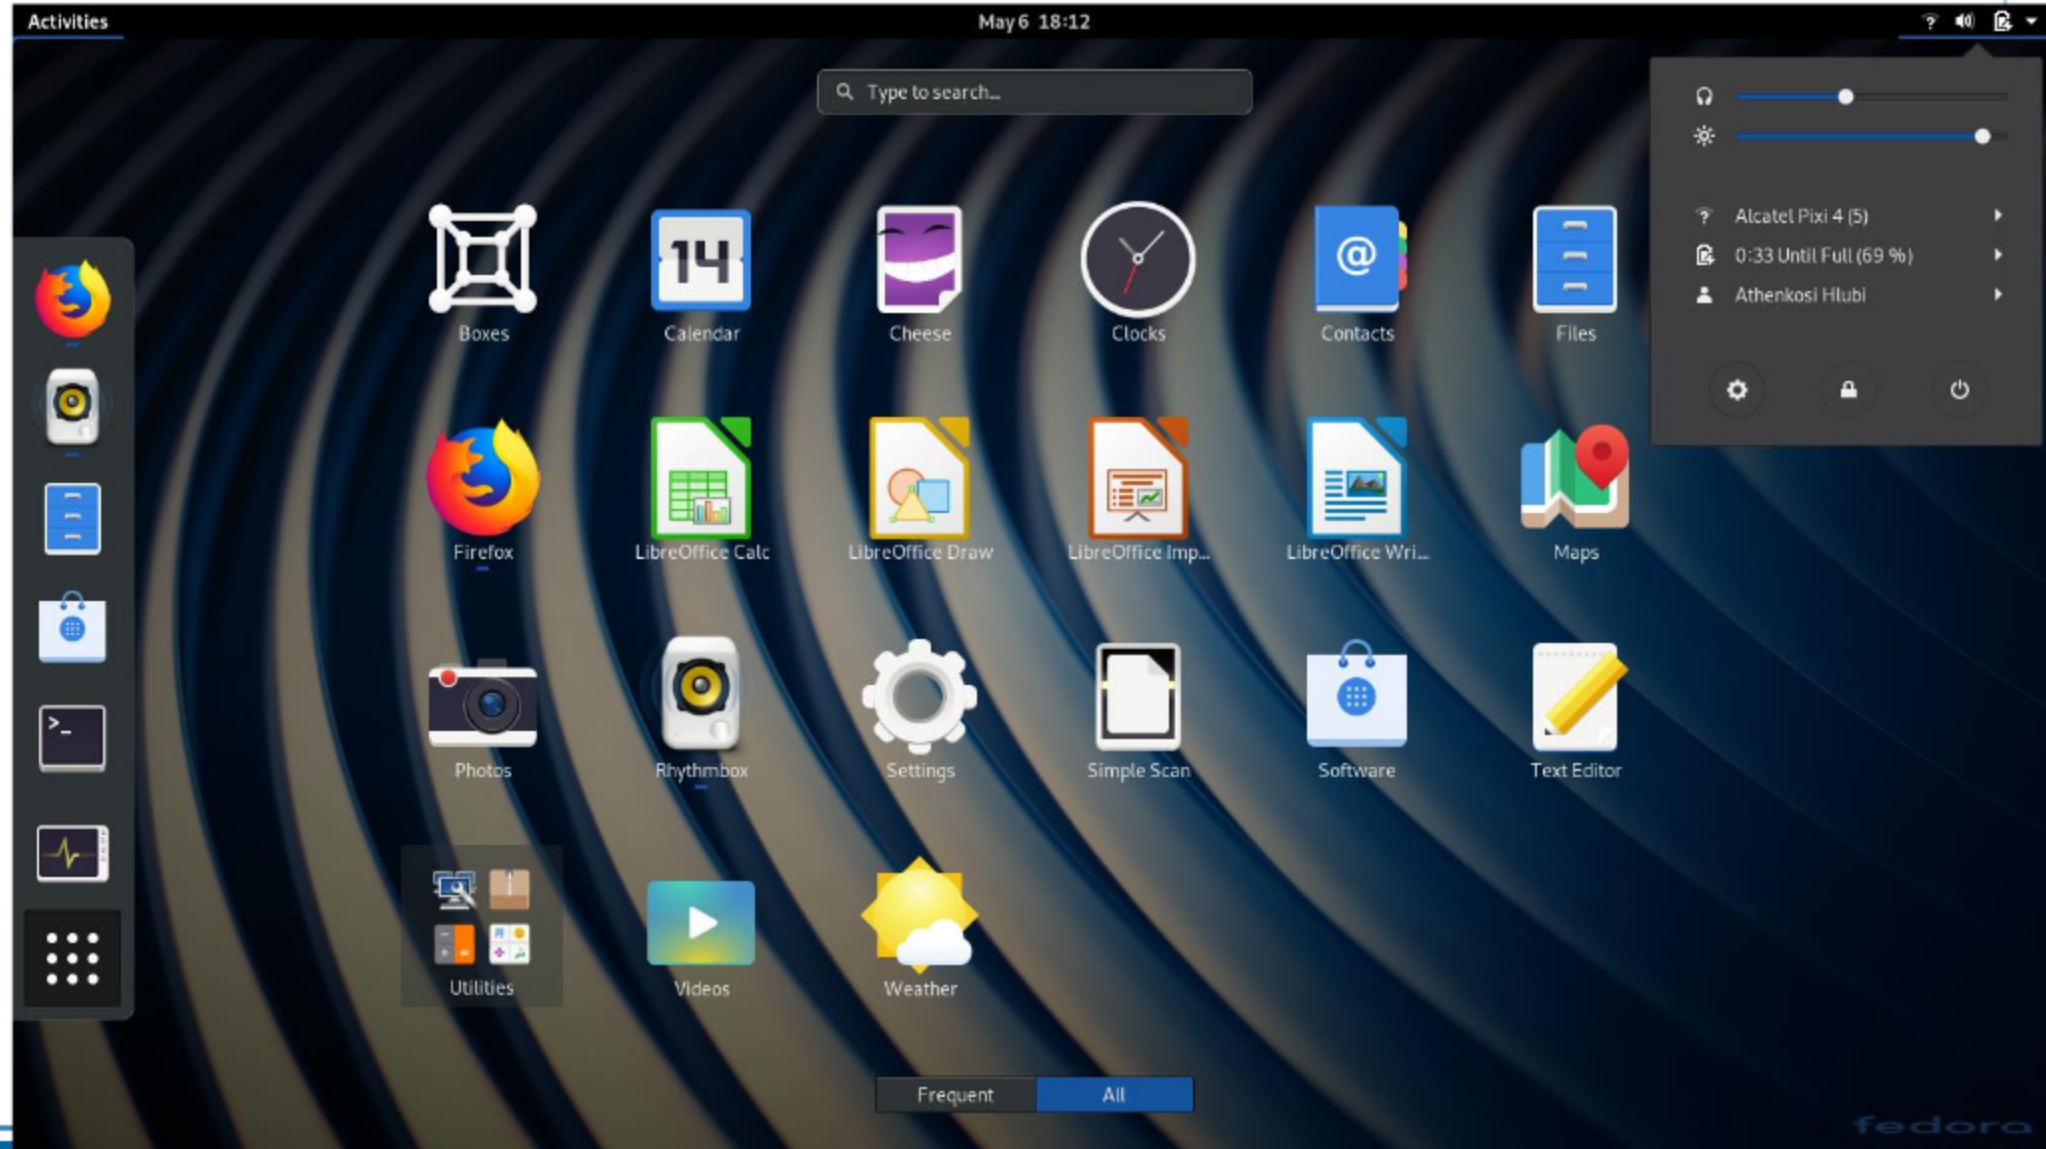 Activities
May 6 18:12
Type to search...
Alcatel Pixi 4 (5)
0:33 Until Full (69 %)
Athenkosi Hlubi
14
@
Boxes
Calendar
Cheese
Clocks
Contacts
Files
Firefox
LibreOffice Calc
LibreOffice Draw
LibreOffice Imp...
LibreOffice Wri...
Maps
>_
Photos
Rhythmbox
Settings
Simple Scan
Software
Text Editor
Utilities
Videos
Weather
Frequent
All
fedora